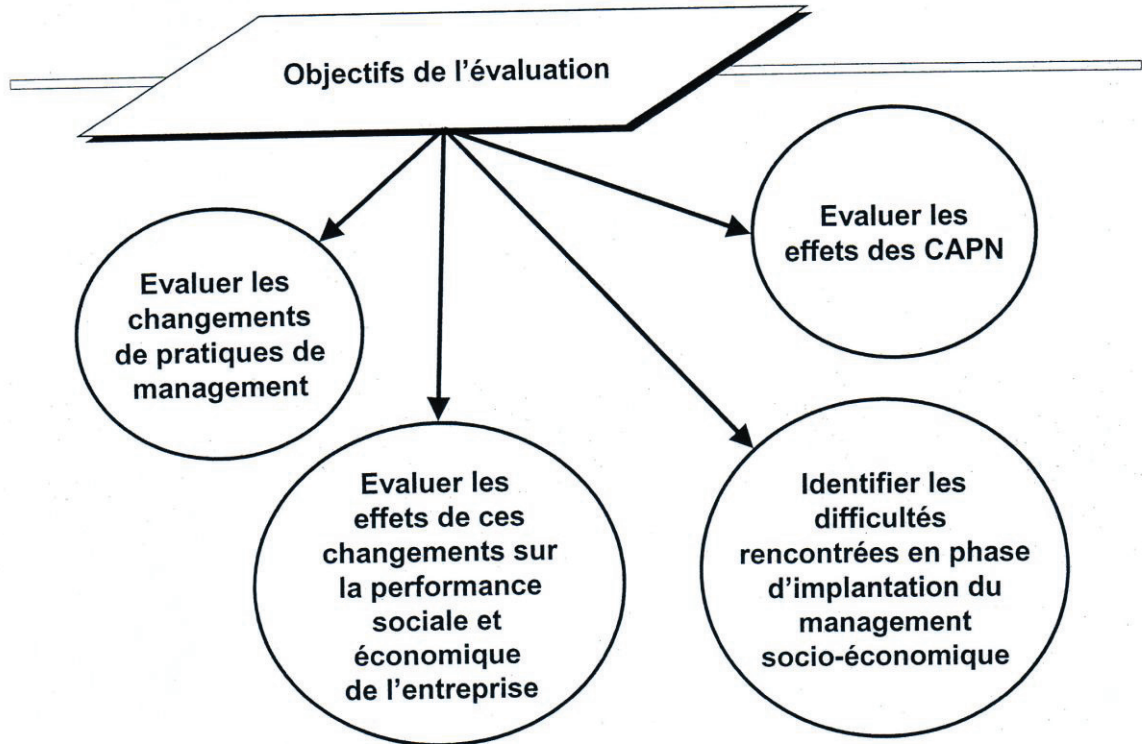 Objectifs de l'évaluation
Evaluer les
changements
de pratiques de
management
Evaluer les
effets de ces
changements sur
la performance
sociale et
économique
de l'entreprise
Identifier les
difficultés
rencontrées en phase
d'implantation du
management
socio-économique
Evaluer les
effets des CAPN